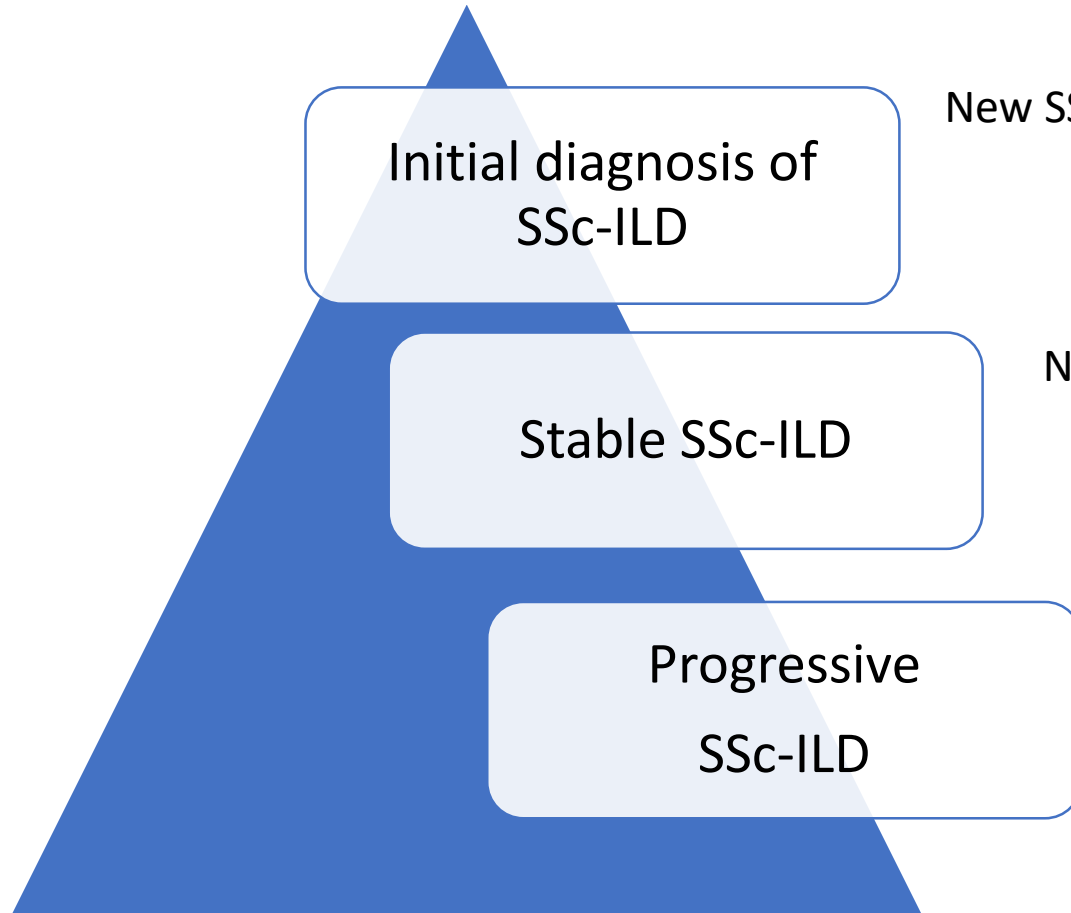 New
Initial diagnosis of
SSc-ILD
Stable SSc-ILD
Progressive
SSc-ILD